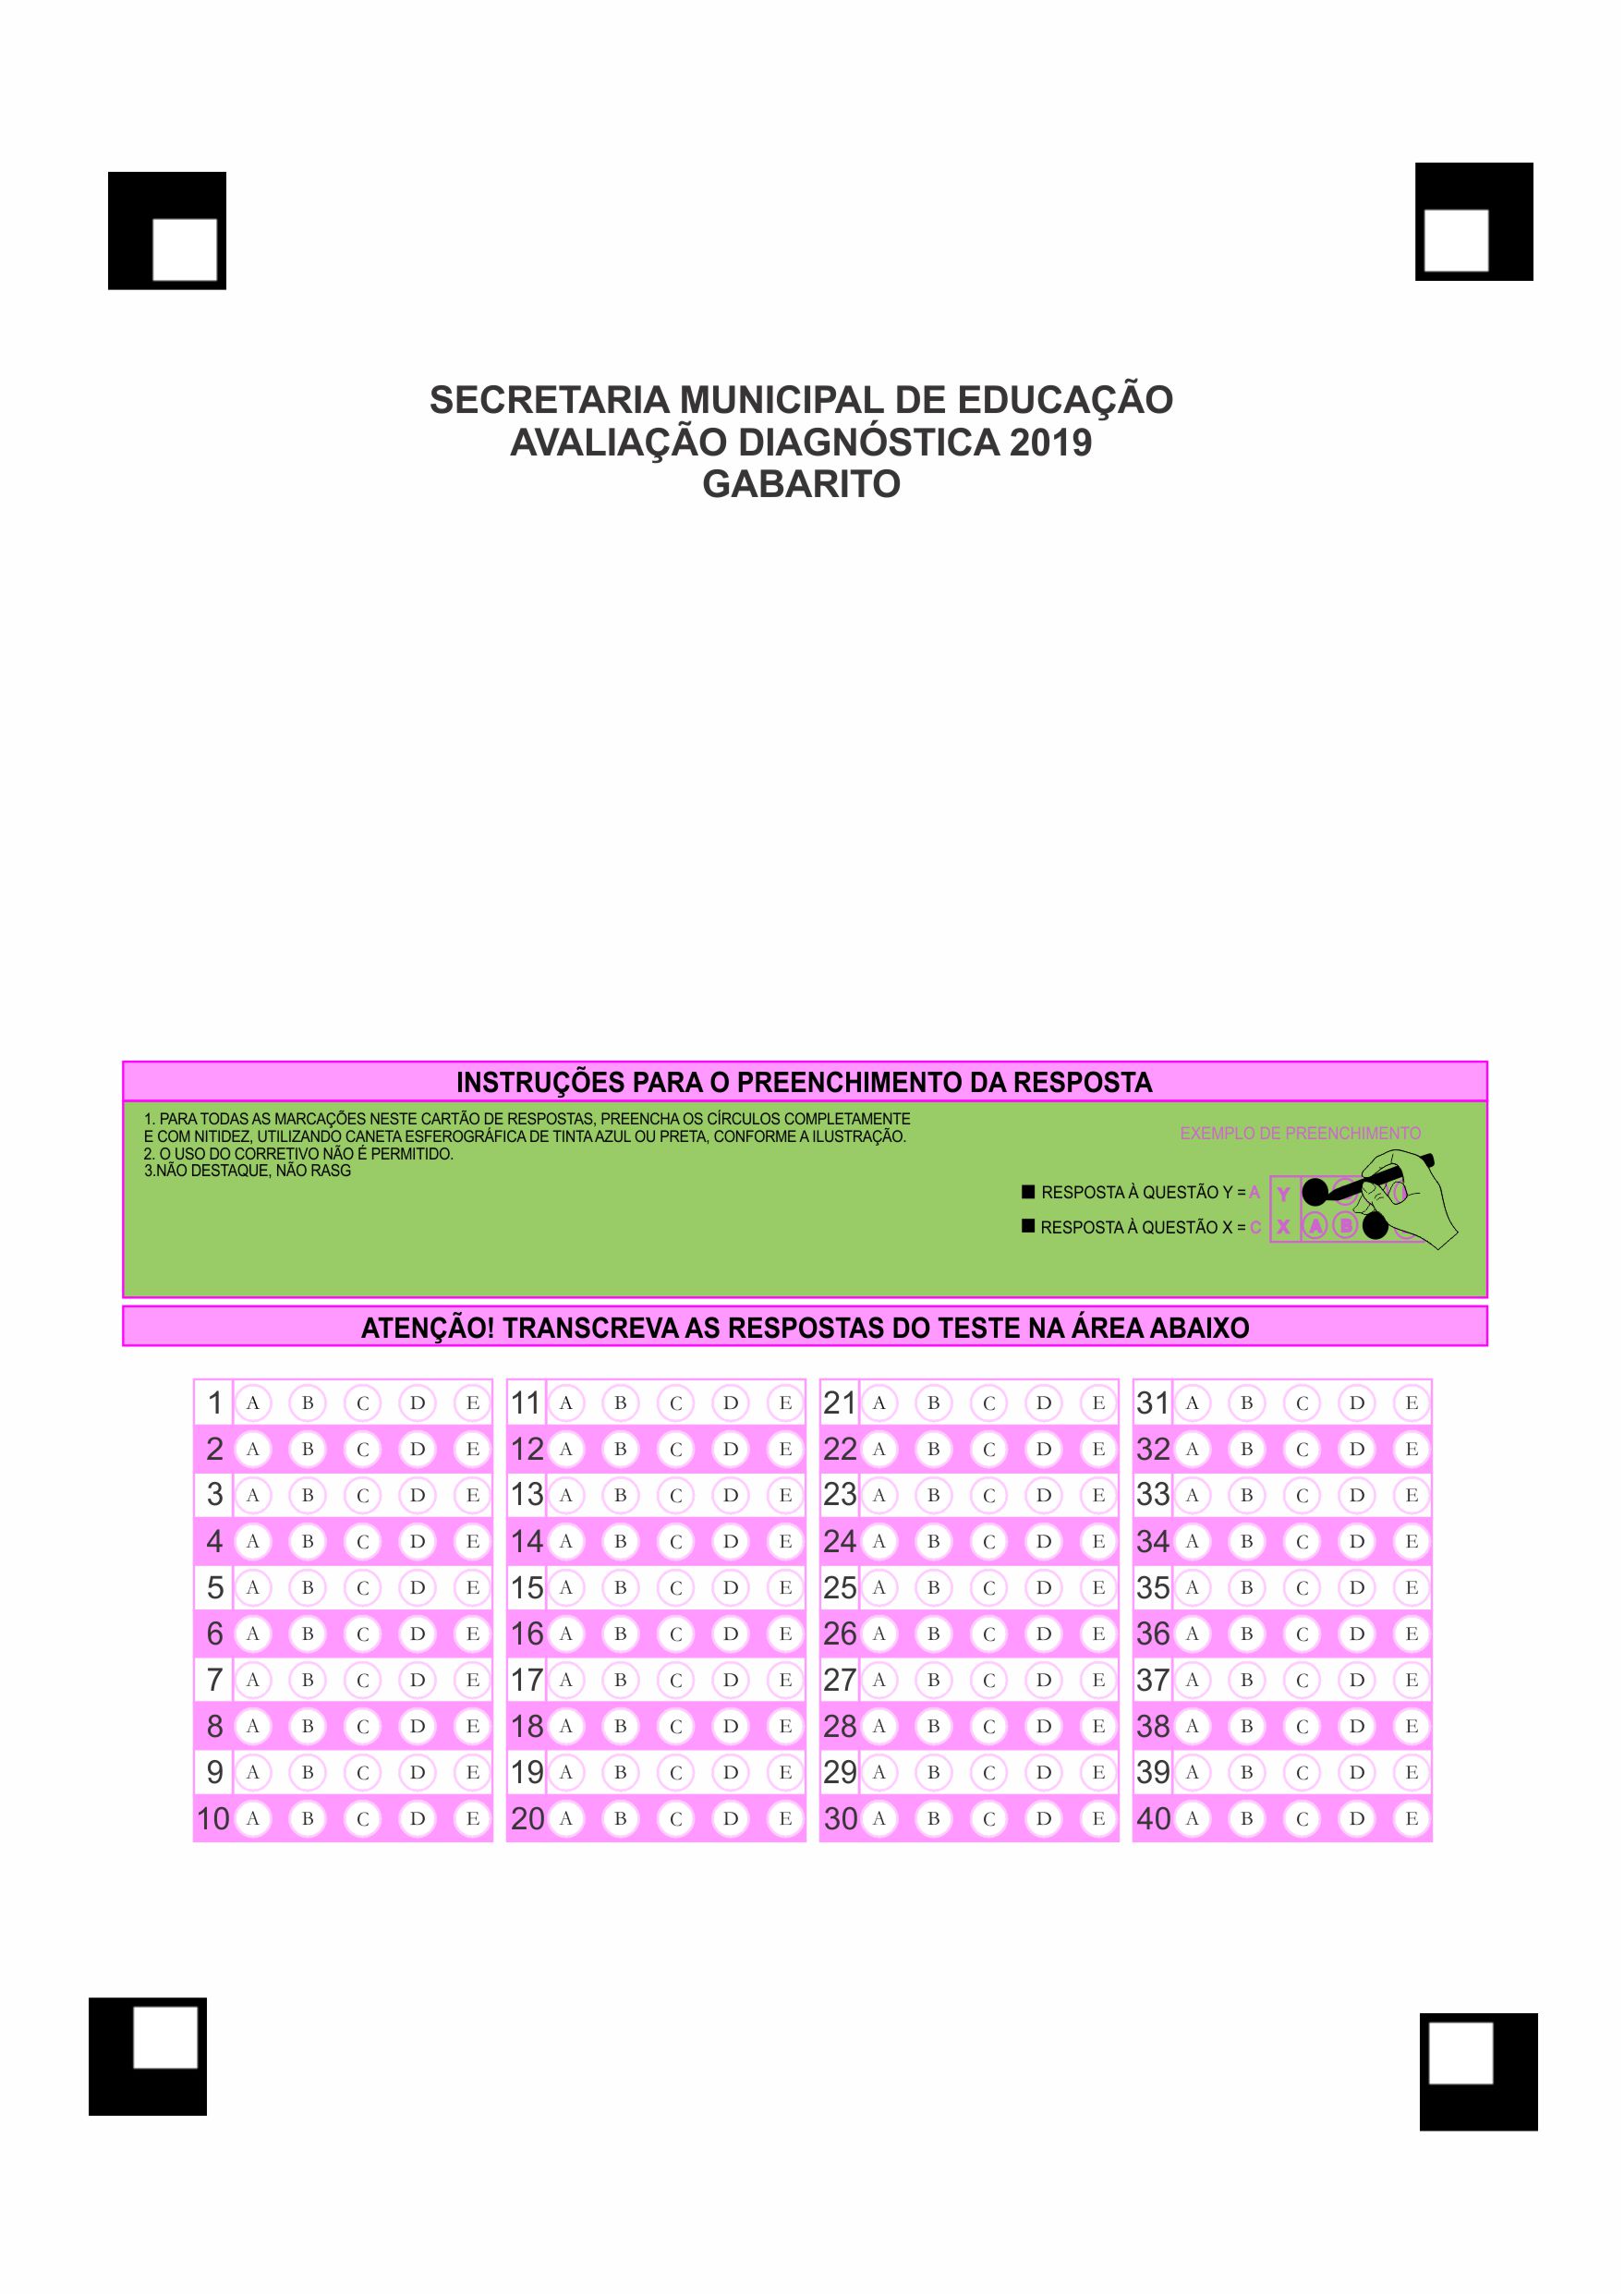 SECRETARIA MUNICIPAL DE EDUCAÇÃO
AVALIAÇÃO DIAGNÓSTICA 2019
GABARITO
INSTRUÇÕES PARA O PREENCHIMENTO DA RESPOSTA
1. PARA TODAS AS MARCAÇÕES NESTE CARTÃO DE RESPOSTAS, PREENCHA OS CÍRCULOS COMPLETAMENTE
E COM NITIDEZ, UTILIZANDO CANETA ESFEROGRÁFICA DE TINTA AZUL OU PRETA, CONFORME A ILUSTRAÇÃO.
2. O USO DO CORRETIVO NÃO É PERMITIDO.
3.NÃO DESTAQUE, NÃO RASG
EXEMPLO DE PREENCHIMENTO
RESPOSTA À QUESTÃO Y = A Y
RESPOSTA À QUESTÃO X = C X A B
ATENÇÃO! TRANSCREVA AS RESPOSTAS DO TESTE NA ÁREA ABAIXO
1 A B C D E 11 A B C D E 21 A B C D E 31 A B C D E
2 A B C D E 12 A B C D E 22 A B C D E 32 A B C D E
3 A B C D E 13 A B C D E 23 A B C D E 33 A B C D E
4 A B C D E 14 A B C D E 24 A B C D E 34 A B C D E
5 A B C D E 15 A B C D E 25 A B C D E 35 A B C D E
6 A B C D E 16 A B C D E 26 A B C D E 36 A B C D E
7 A B C D E 17 A B C D E 27 A B C D E 37 A B C D E
8 A B C D E 18 A B C D E 28 A B C D E 38 A B C D E
9 A B C D E 19 A B C D E 29 A B C D E 39 A B C D E
10 A B C D E 20 A B C D E 30 A B C D E 40 A B C D E